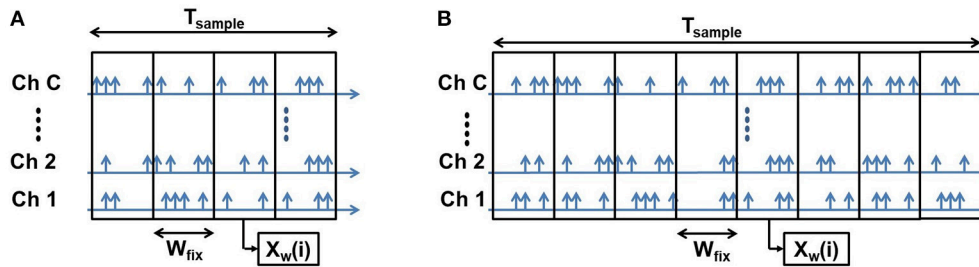 A
T_sample
Ch C
Ch 2
Ch 1
W_fix
X_w(i)
B
T_sample
Ch C
Ch 2
Ch 1
W_fix
X_w(i)